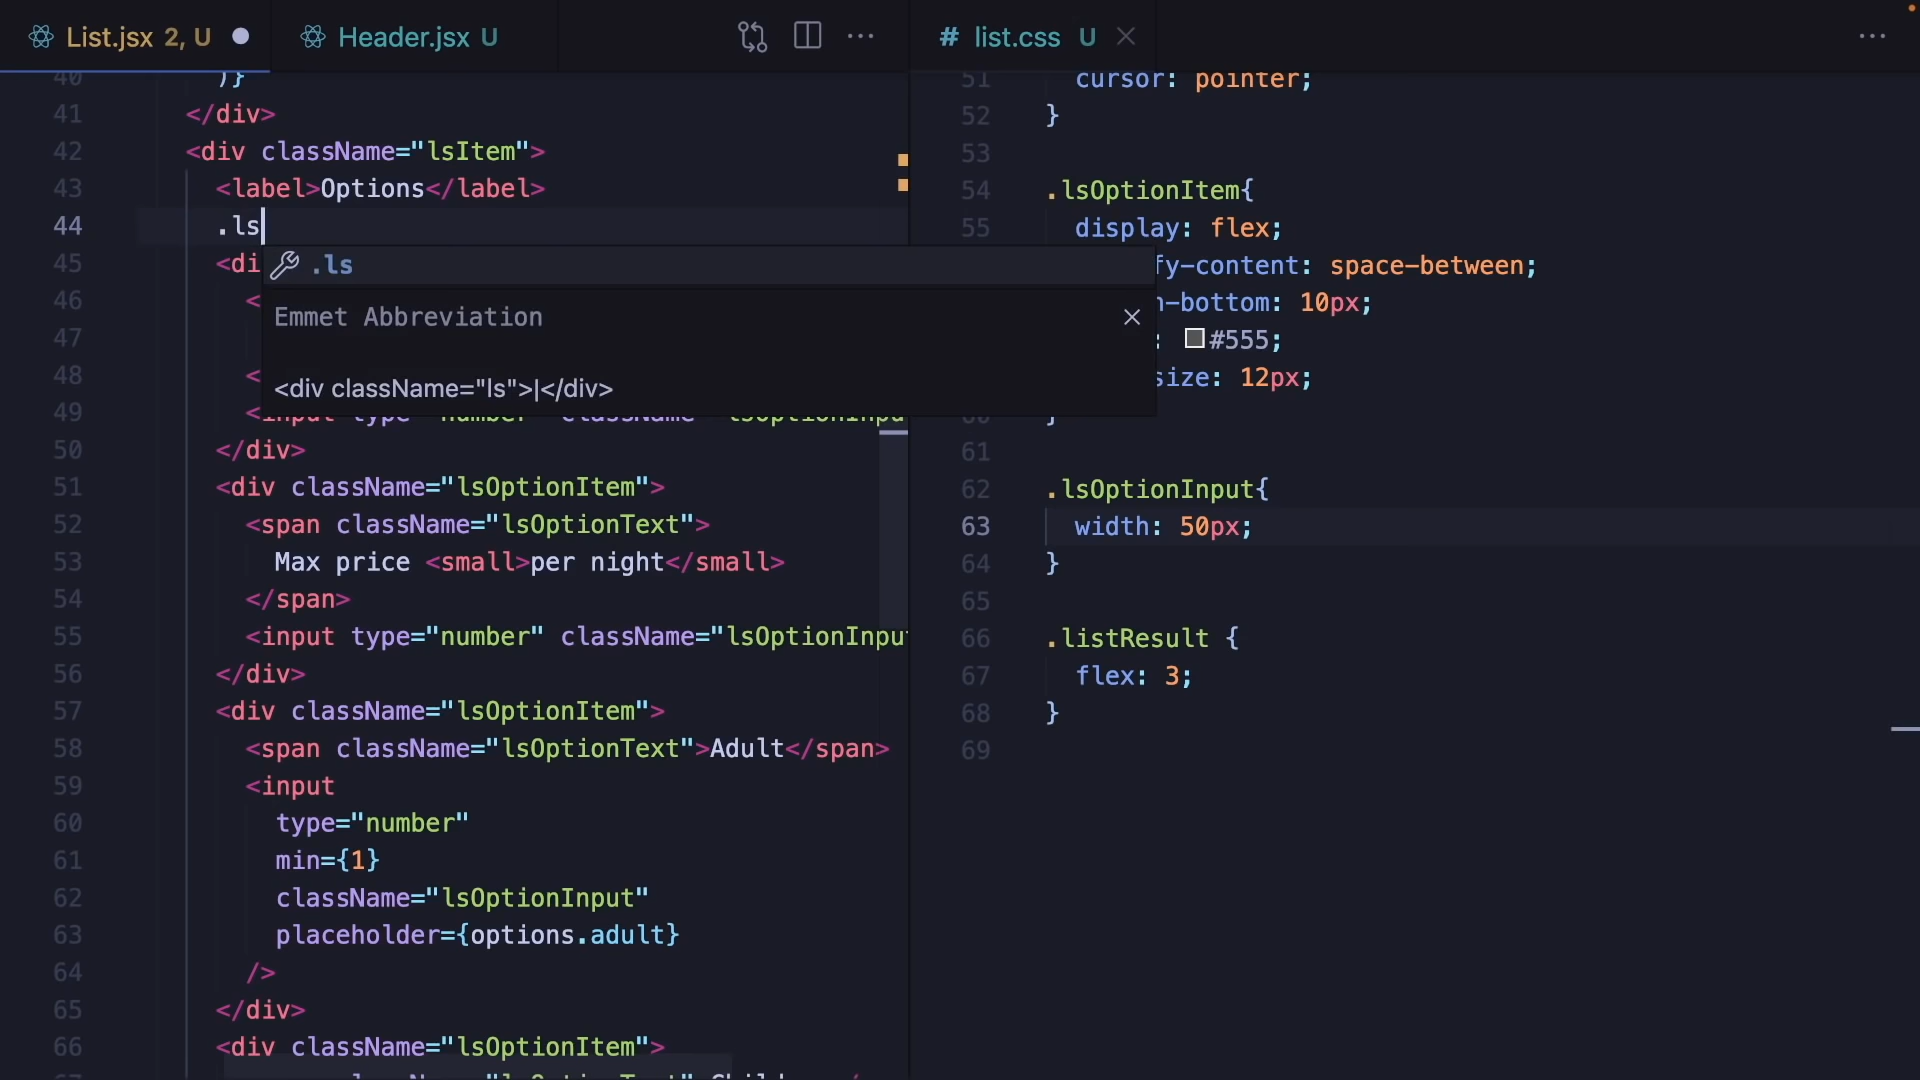 List.jsx 2, U
Header.jsx U
40 )}
41 </div>
42 <div className="lsItem">
43 <label>Options</label>
44 .ls
45 <di
46 <
47
48 <
49
50 </div>
51 <div className="lsOptionItem">
52 <span className="lsOptionText">
53 Max price <small>per night</small>
54 </span>
55 <input type="number" className="lsOptionInput
56 </div>
57 <div className="lsOptionItem">
58 <span className="lsOptionText">Adult</span>
59 <input
60 type="number"
61 min={1}
62 className="lsOptionInput"
63 placeholder={options.adult}
64 />
65 </div>
66 <div className="lsOptionItem">
.ls
Emmet Abbreviation
<div className="ls">|</div>
# list.css U
51 cursor: pointer;
52 }
53
54 .lsOptionItem{
55 display: flex;
fy-content: space-between;
-bottom: 10px;
: #555;
size: 12px;
61
62 .lsOptionInput{
63 width: 50px;
64 }
65
66 .listResult {
67 flex: 3;
68 }
69